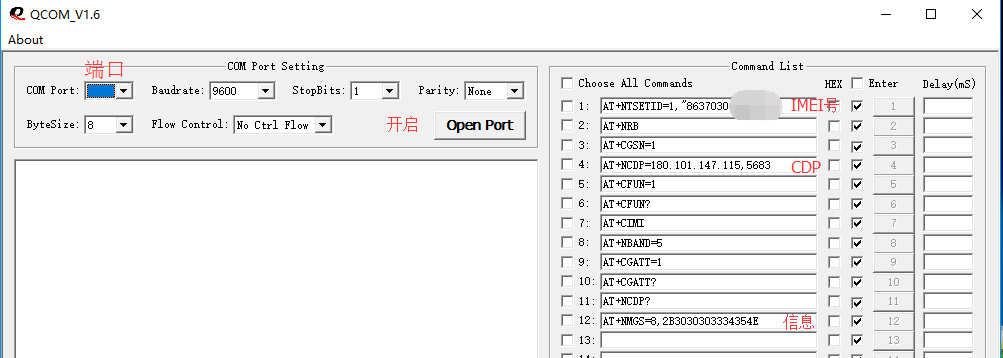 QCOM_V1.6
About
端口
COM Port Setting
COM Port: Baudrate: 9600 StopBits: 1 Parity: None
ByteSize: 8 Flow Control: No Ctrl Flow 开启 Open Port
Command List
Choose All Commands HEX Enter Delay(mS)
1: AT+NTSETID=1,"8637030 IMEI号 1
2: AT+NRB 2
3: AT+CGSN=1 3
4: AT+NCDP=180.101.147.115,5683 CDP 4
5: AT+CFUN=1 5
6: AT+CFUN? 6
7: AT+CIMI 7
8: AT+NBAND=5 8
9: AT+CGATT=1 9
10: AT+CGATT? 10
11: AT+NCDP? 11
12: AT+NMGS=8,2B3030303334354E 信息 12
13: 13